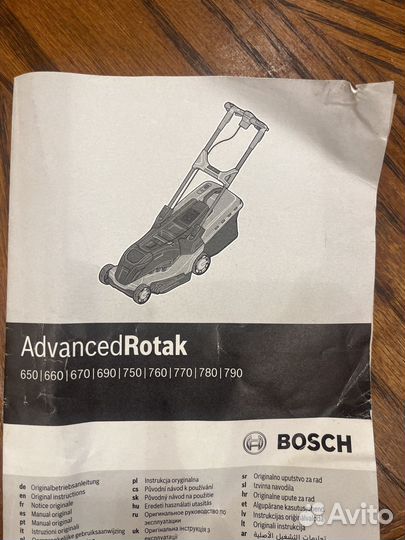 AdvancedRotak
650|660|670|690|750|760|770|780|790
BOSCH
de Originalbetriebsanleitung
en Original instructions
fr Notice originale
es Manual original
pt Manual original
it Istruzioni originali
Oorspronkelijke gebruiksaanwijzing
pl Instrukcja oryginalna
cs Původní návod k používání
sk Pôvodný návod na použitie
hu Eredeti használati utasítás
ru Оригинальное руководство по
эксплуатации
uk Оригінальна інструкція з
експлуатації
sr Originalno uputstvo za rad
sl Izvirna navodila
hr Originalne upute za rad
et Algupärane kasutusjuhend
lv Instrukcijas oriģinālvalodā
lt Originali instrukcija
ar تعليمات التشغيل الأصلية
Avito